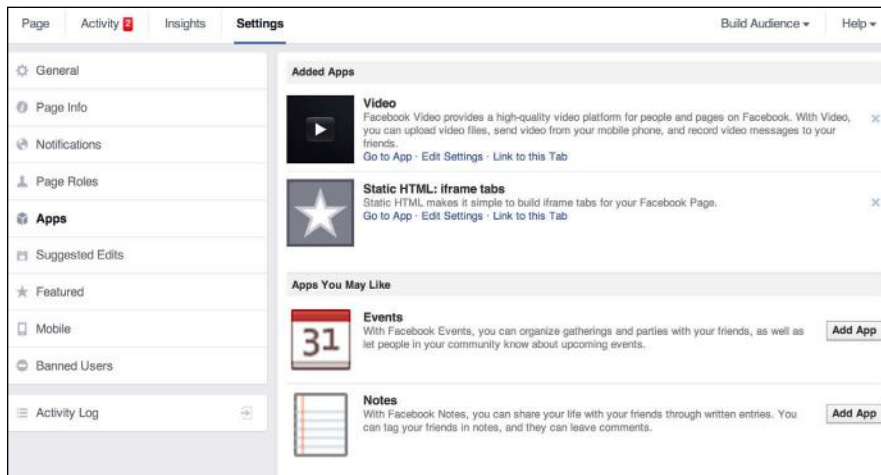 Page Activity 2 Insights Settings Build Audience Help
General
Page Info
Notifications
Page Roles
Apps
Suggested Edits
Featured
Mobile
Banned Users
Activity Log
Added Apps
Video
Facebook Video provides a high-quality video platform for people and pages on Facebook. With Video,
you can upload video files, send video from your mobile phone, and record video messages to your
friends.
Go to App · Edit Settings · Link to this Tab
Static HTML: iframe tabs
Static HTML makes it simple to build iframe tabs for your Facebook Page.
Go to App · Edit Settings · Link to this Tab
Apps You May Like
31
Events
With Facebook Events, you can organize gatherings and parties with your friends, as well as
let people in your community know about upcoming events.
Add App
Notes
With Facebook Notes, you can share your life with your friends through written entries. You
can tag your friends in notes, and they can leave comments.
Add App